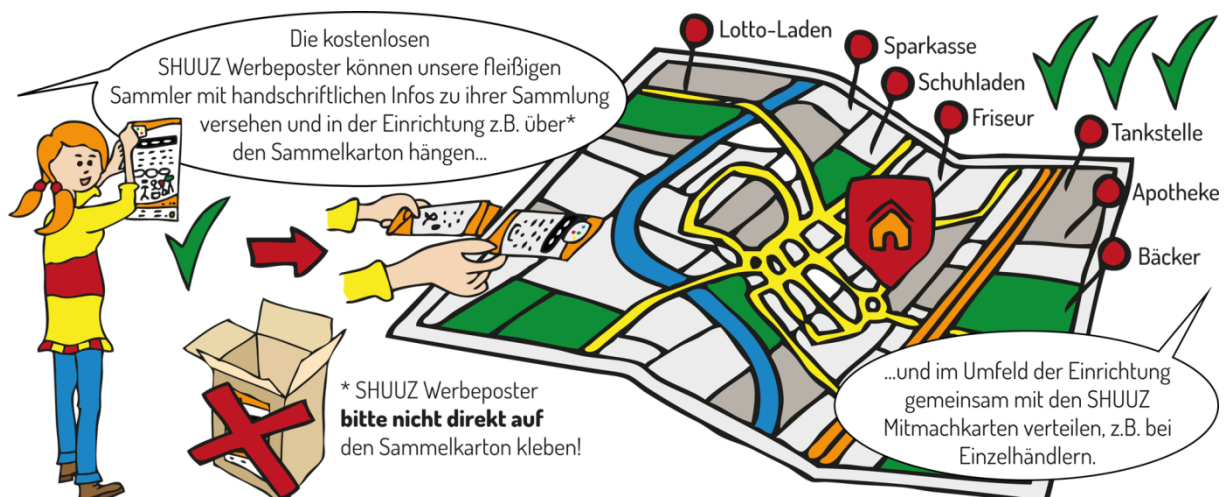 Die kostenlosen
SHUUZ Werbeposter können unsere fleißigen
Sammler mit handschriftlichen Infos zu ihrer Sammlung
versehen und in der Einrichtung z.B. über*
den Sammelkarton hängen...
Lotto-Laden
Sparkasse
Schuhladen
Friseur
Tankstelle
Apotheke
Bäcker
* SHUUZ Werbeposter
bitte nicht direkt auf
den Sammelkarton kleben!
...und im Umfeld der Einrichtung
gemeinsam mit den SHUUZ
Mitmachkarten verteilen, z.B. bei
Einzelhändlern.